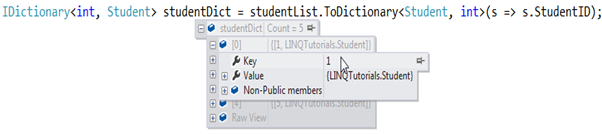 IDictionary<int, Student> studentDict = studentList.ToDictionary<Student, int>(s => s.StudentID);
studentDict Count = 5
[0] {[1, LINQTutorials.Student]}
Key 1
Value {LINQTutorials.Student}
Non-Public members
[4] {[5, LINQTutorials.Student]}
Raw View